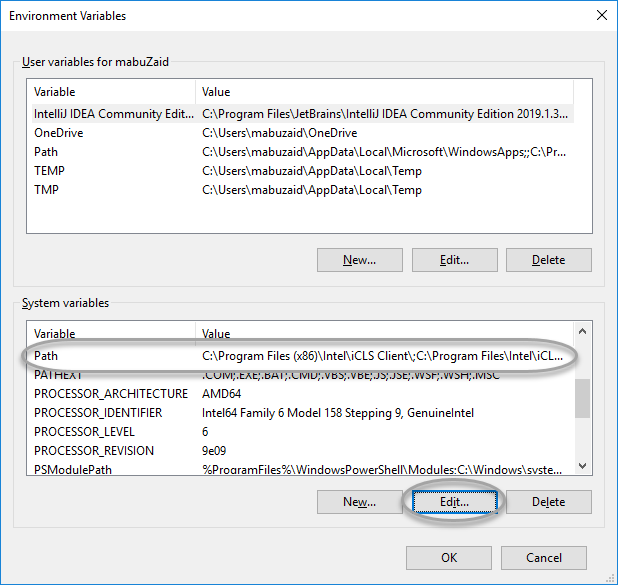 Environment Variables
User variables for mabuZaid
Variable Value
IntelliJ IDEA Community Edit... C:\Program Files\JetBrains\IntelliJ IDEA Community Edition 2019.1.3...
OneDrive C:\Users\mabuzaid\OneDrive
Path C:\Users\mabuzaid\AppData\Local\Microsoft\WindowsApps;;C:\Pr...
TEMP C:\Users\mabuzaid\AppData\Local\Temp
TMP C:\Users\mabuzaid\AppData\Local\Temp
New... Edit... Delete
System variables
Variable Value
Path C:\Program Files (x86)\Intel\iCLS Client\;C:\Program Files\Intel\iCL...
PATHEXT .COM;.EXE;.BAT;.CMD;.VBS;.VBE;.JS;.JSE;.WSF;.WSH;.MSC
PROCESSOR_ARCHITECTURE AMD64
PROCESSOR_IDENTIFIER Intel64 Family 6 Model 158 Stepping 9, GenuineIntel
PROCESSOR_LEVEL 6
PROCESSOR_REVISION 9e09
PSModulePath %ProgramFiles%\WindowsPowerShell\Modules;C:\Windows\syste...
New... Edit... Delete
OK Cancel